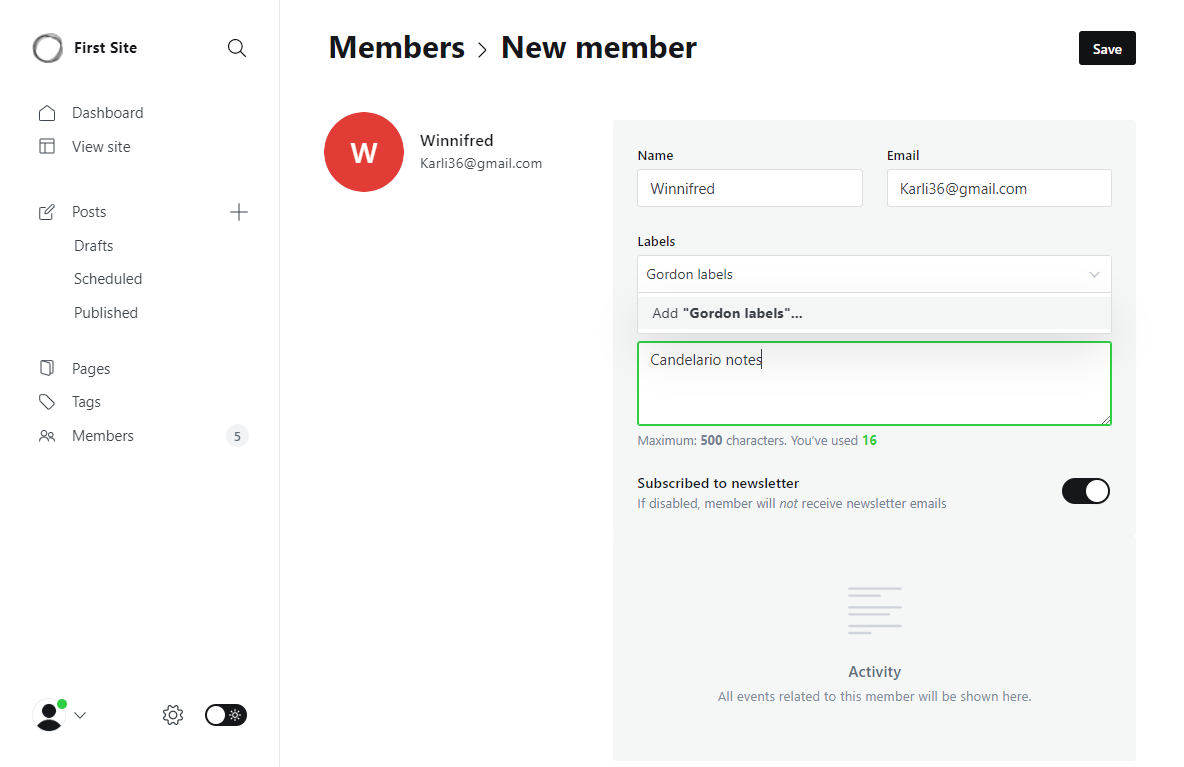 First Site
Dashboard
View site
Posts
Drafts
Scheduled
Published
Pages
Tags
Members
5
Members > New member
Save
W
Winnifred
Karli36@gmail.com
Name
Email
Winnifred
Karli36@gmail.com
Labels
Gordon labels
Add "Gordon labels"...
Candelario notes
Maximum: 500 characters. You've used 16
Subscribed to newsletter
If disabled, member will not receive newsletter emails
Activity
All events related to this member will be shown here.